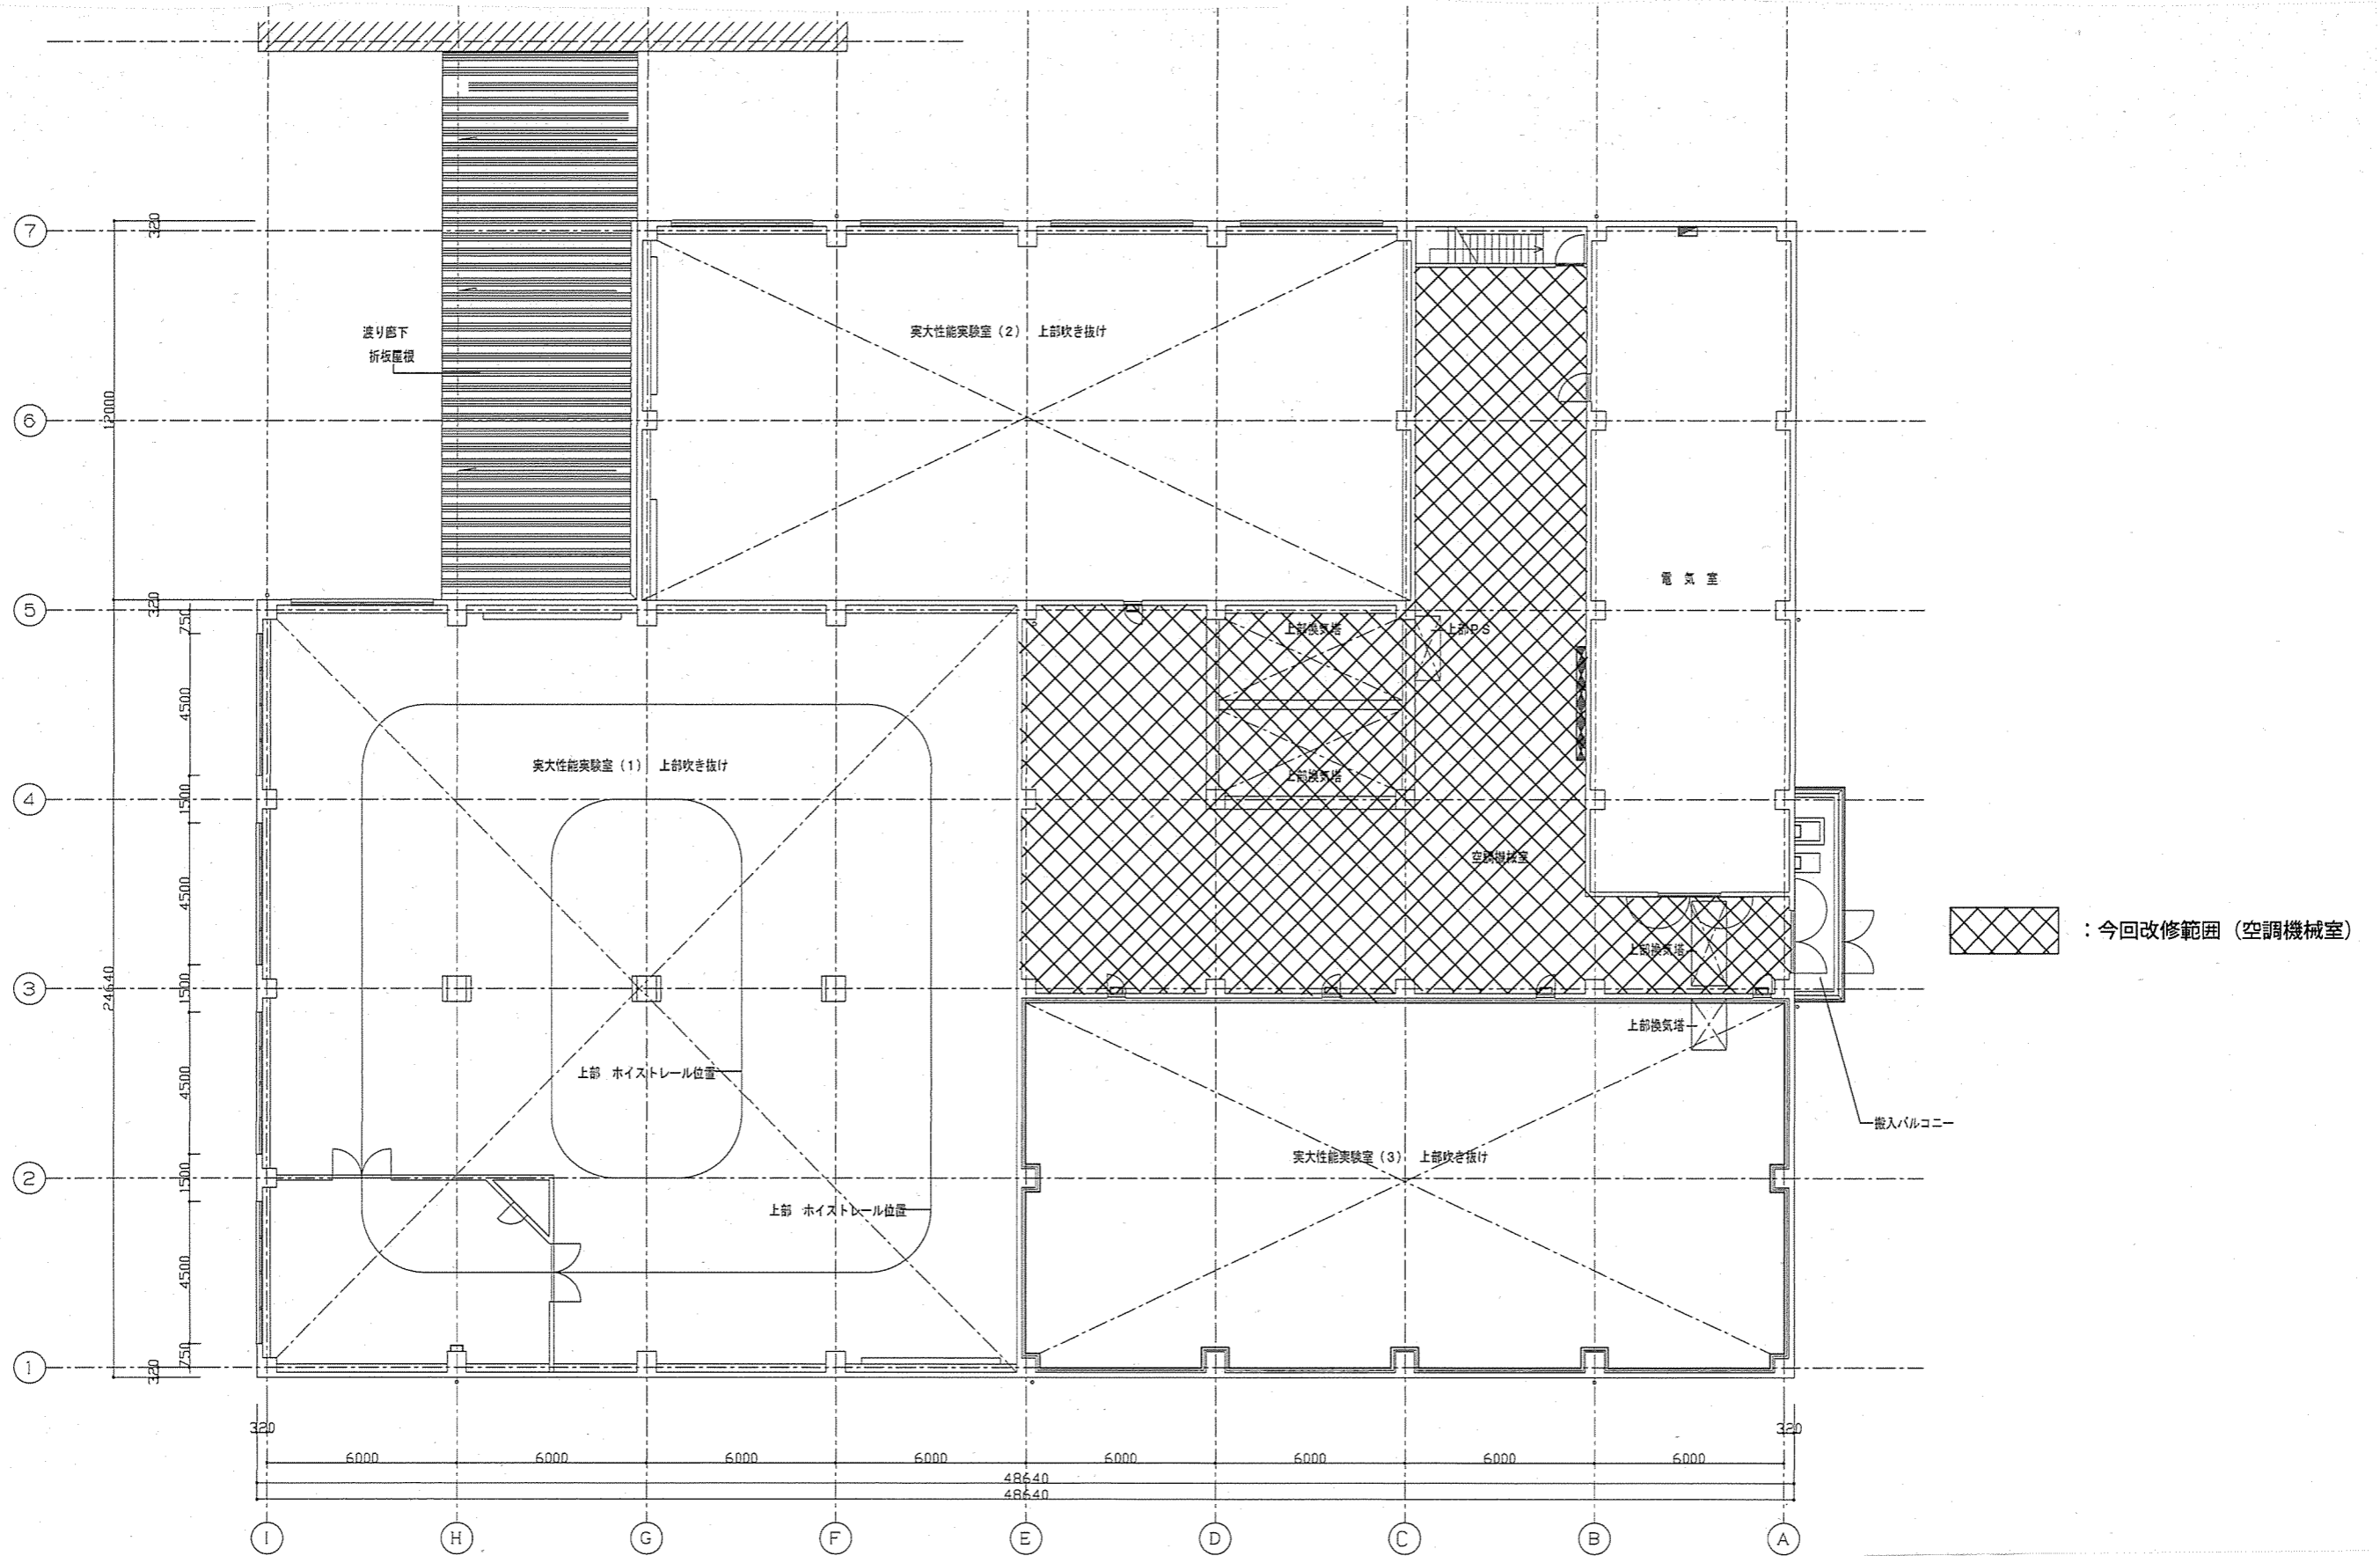 7
320
渡り廊下
折板屋根
実大性能実験室(2) 上部吹き抜け
6
12000
電 気 室
5
320
750
上部換気塔
上部PS
4500
実大性能実験室(1) 上部吹き抜け
上部換気塔
4
1500
空調機械室
4500
:今回改修範囲(空調機械室)
上部換気塔
3
24640
1500
上部換気塔
上部 ホイストレール位置
4500
搬入バルコニー
実大性能実験室(3) 上部吹き抜け
2
1500
上部 ホイストレール位置
4500
1
750
320
320 320
6000 6000 6000 6000 6000 6000 6000 6000
48640
48640
I H G F E D C B A